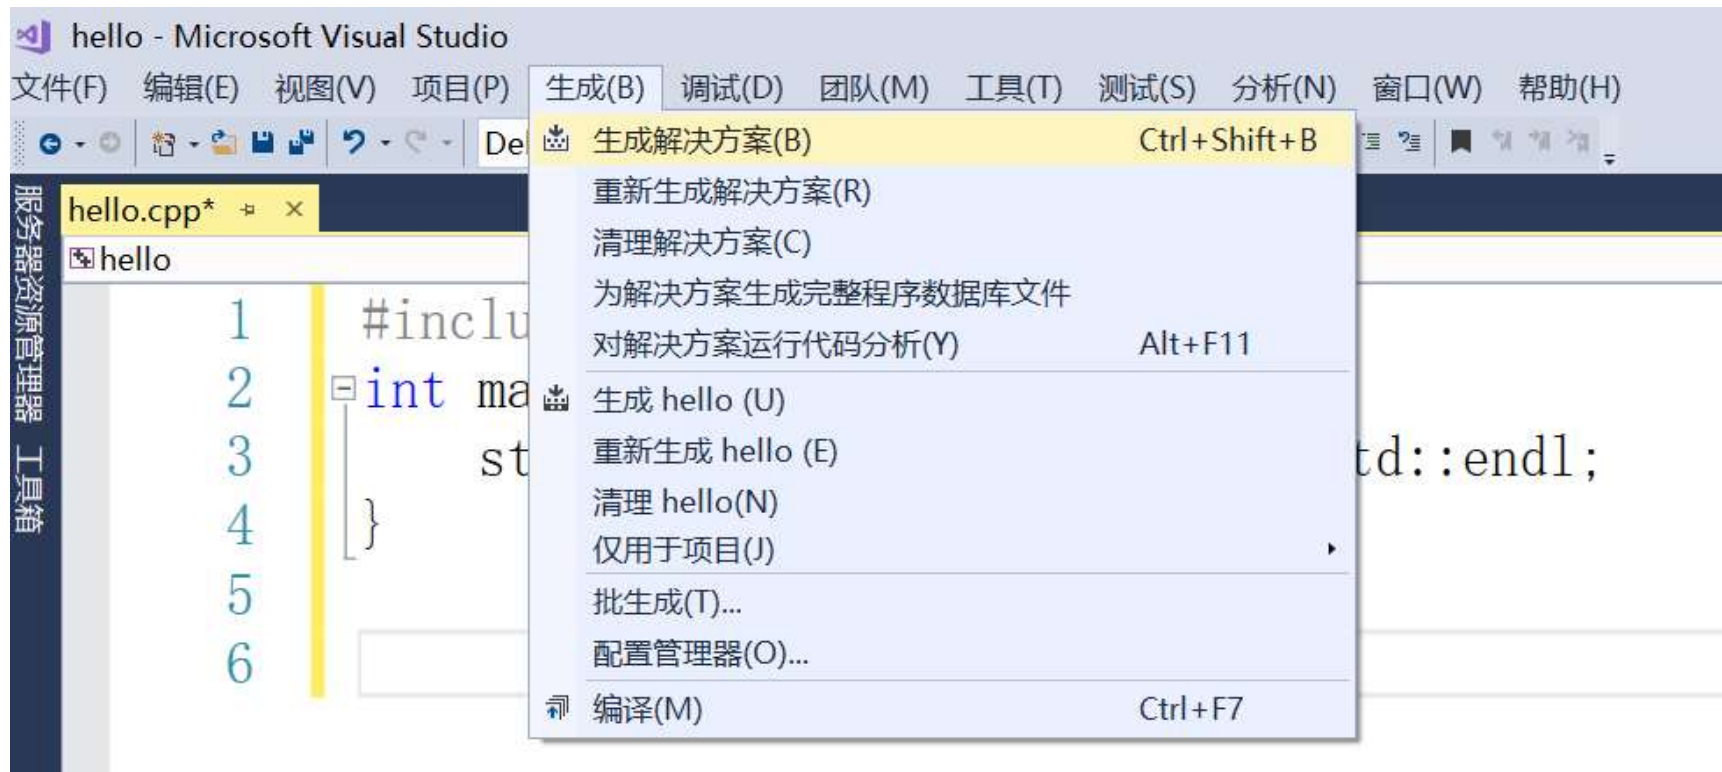 hello - Microsoft Visual Studio
文件(F) 编辑(E) 视图(V) 项目(P) 生成(B) 调试(D) 团队(M) 工具(T) 测试(S) 分析(N) 窗口(W) 帮助(H)
De
生成解决方案(B) Ctrl+Shift+B
重新生成解决方案(R)
清理解决方案(C)
为解决方案生成完整程序数据库文件
对解决方案运行代码分析(Y) Alt+F11
生成 hello (U)
重新生成 hello (E)
清理 hello(N)
仅用于项目(J)
批生成(T)...
配置管理器(O)...
编译(M) Ctrl+F7
服务器资源管理器 工具箱
hello.cpp*
hello
1 #inclu
2 int ma
3 st td::endl;
4 }
5
6